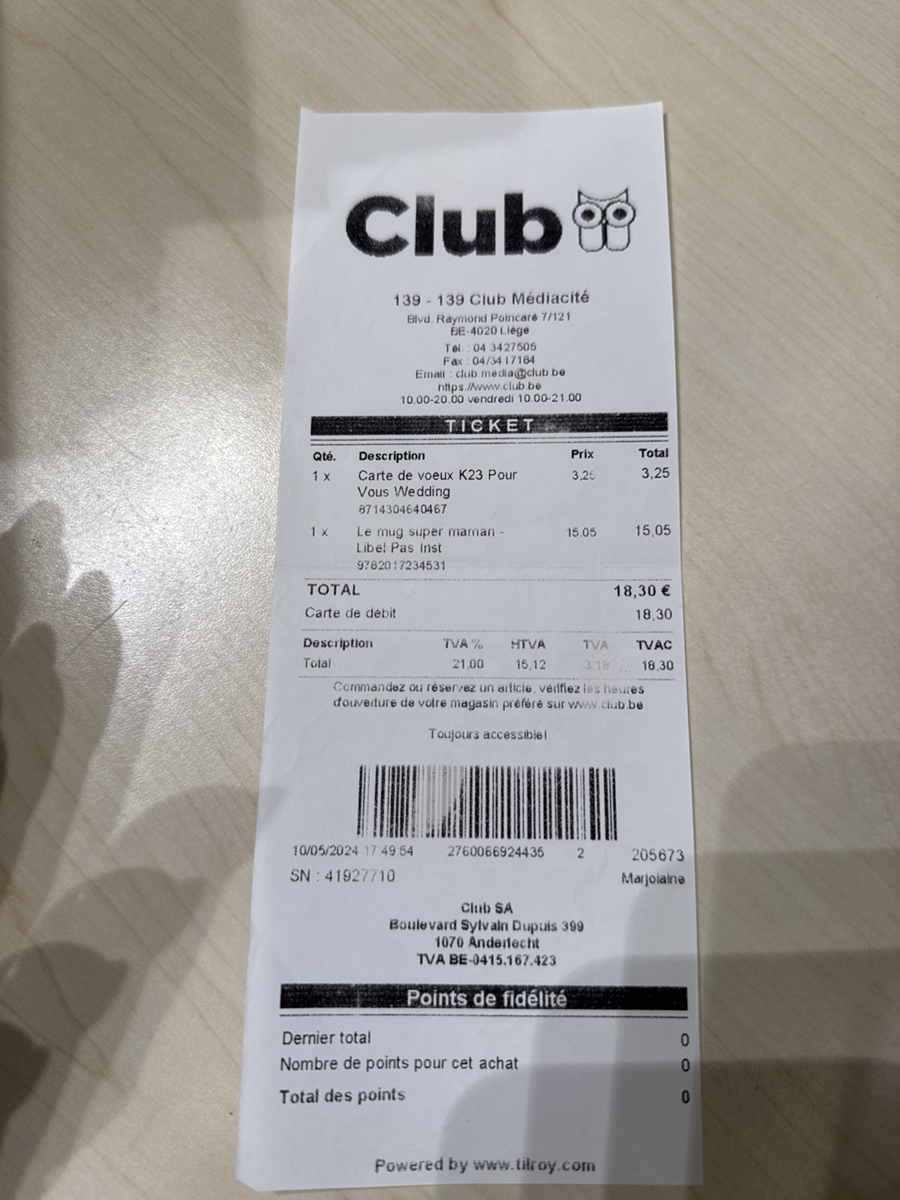 Club
139 - 139 Club Médiacité
Blvd. Raymond Poincaré 7/121
BE-4020 Liège
Tél. : 04 3427505
Fax : 04/3417184
Email : club.media@club.be
https://www.club.be
10.00-20.00 vendredi 10.00-21.00
TICKET
Qté. Description Prix Total
1 x Carte de voeux K23 Pour 3,25 3,25
Vous Wedding
8714304640467
1 x Le mug super maman - 15,05 15,05
Libel Pas Inst
9782017234531
TOTAL 18,30 €
Carte de débit 18,30
Description TVA % HTVA TVA TVAC
Total 21,00 15,12 3,18 18,30
Commandez ou réservez un article, vérifiez les heures
d'ouverture de votre magasin préféré sur www.club.be
Toujours accessible!
10/05/2024 17:49:54 2760066924435 2 205673
SN : 41927710 Marjolaine
Club SA
Boulevard Sylvain Dupuis 399
1070 Anderlecht
TVA BE-0415.167.423
Points de fidélité
Dernier total 0
Nombre de points pour cet achat 0
Total des points 0
Powered by www.tilroy.com